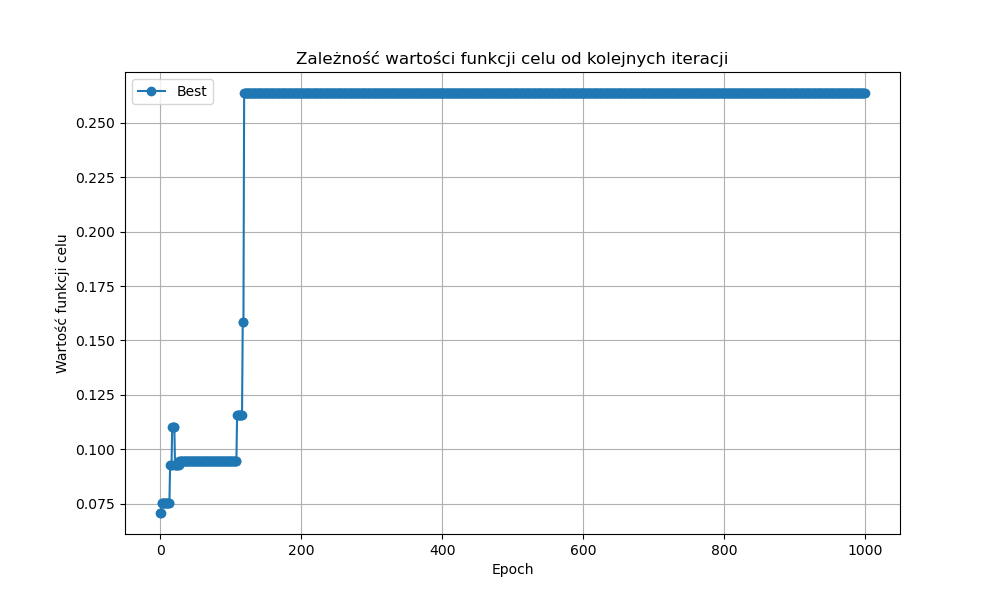 Zależność wartości funkcji celu od kolejnych iteracji
Best
0.250
0.225
0.200
0.175
0.150
0.125
0.100
0.075
Wartość funkcji celu
0 200 400 600 800 1000
Epoch